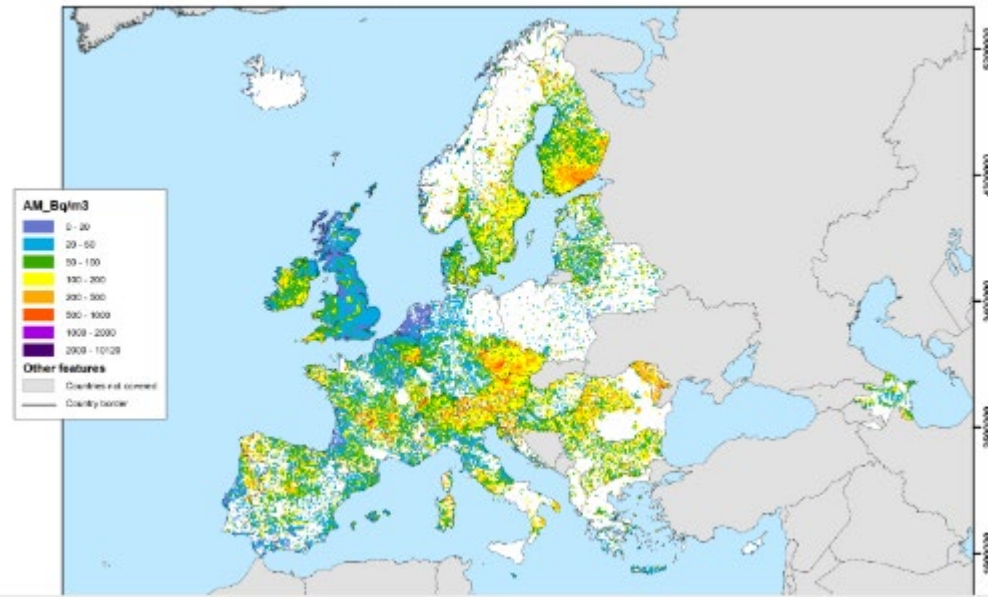 AM_Bq/m3
0 - 20
20 - 50
50 - 100
100 - 200
200 - 500
500 - 1000
1000 - 2000
2000 - 10120
Other features
Countries not covered
Country border